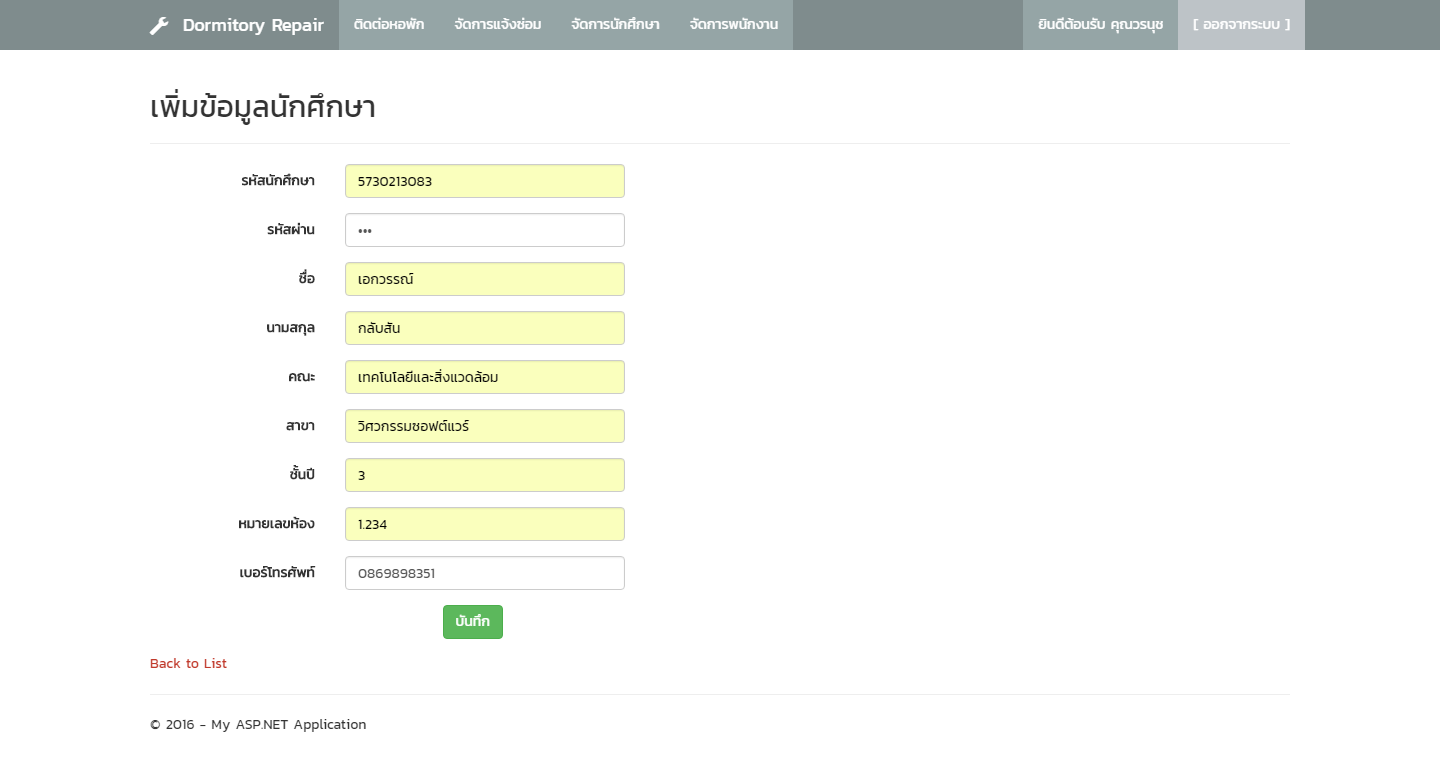 Dormitory Repair ติดต่อหอพัก จัดการแจ้งซ่อม จัดการนักศึกษา จัดการพนักงาน ยินดีต้อนรับ คุณวรนุช [ ออกจากระบบ ]
เพิ่มข้อมูลนักศึกษา
รหัสนักศึกษา 5730213083
รหัสผ่าน •••
ชื่อ เอกวรรณ์
นามสกุล กลับสัน
คณะ เทคโนโลยีและสิ่งแวดล้อม
สาขา วิศวกรรมซอฟต์แวร์
ชั้นปี 3
หมายเลขห้อง 1.234
เบอร์โทรศัพท์ 0869898351
บันทึก
Back to List
© 2016 - My ASP.NET Application